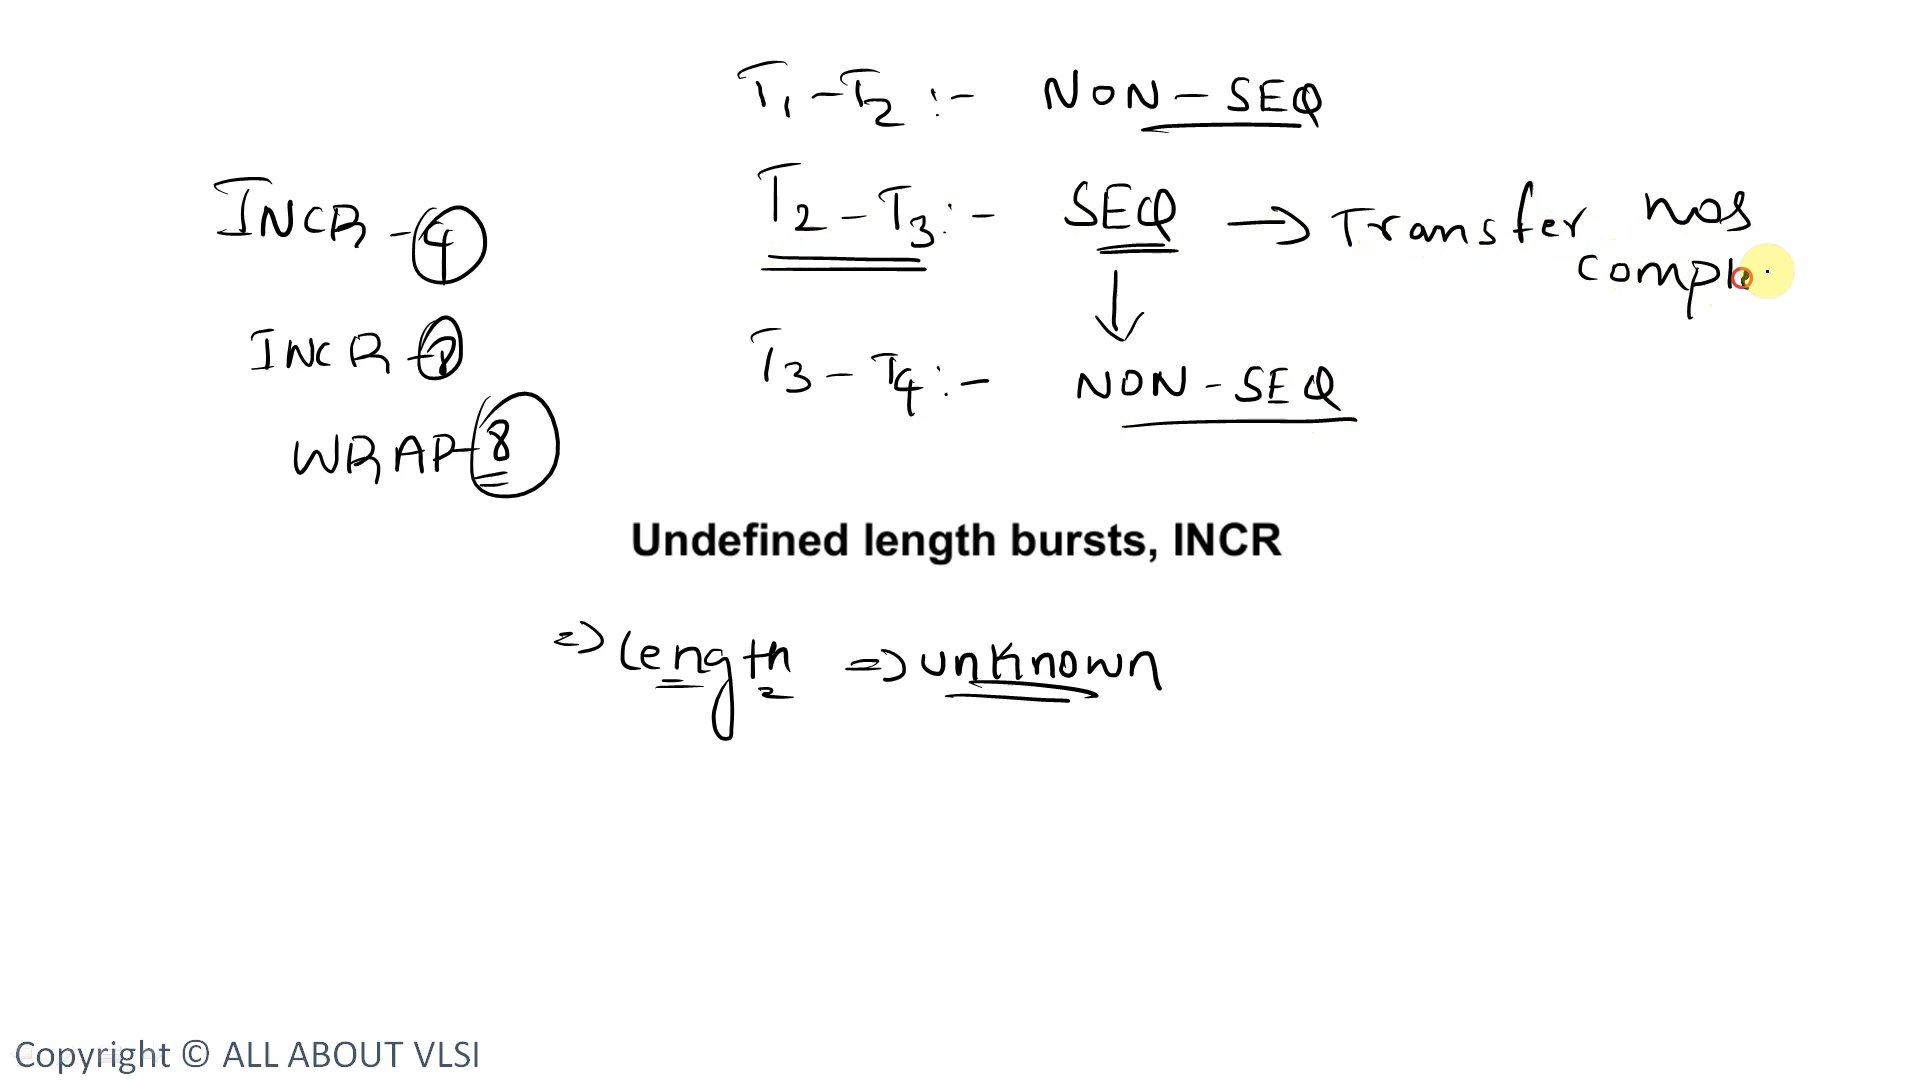 T1 - T2 :- NON - SEQ
T2 - T3 :- SEQ → Transfer has
compl
T3 - T4 :- NON - SEQ
INCR - 4
INCR - 8
WRAP - 8
Undefined length bursts, INCR
=> length => unknown
Copyright © ALL ABOUT VLSI